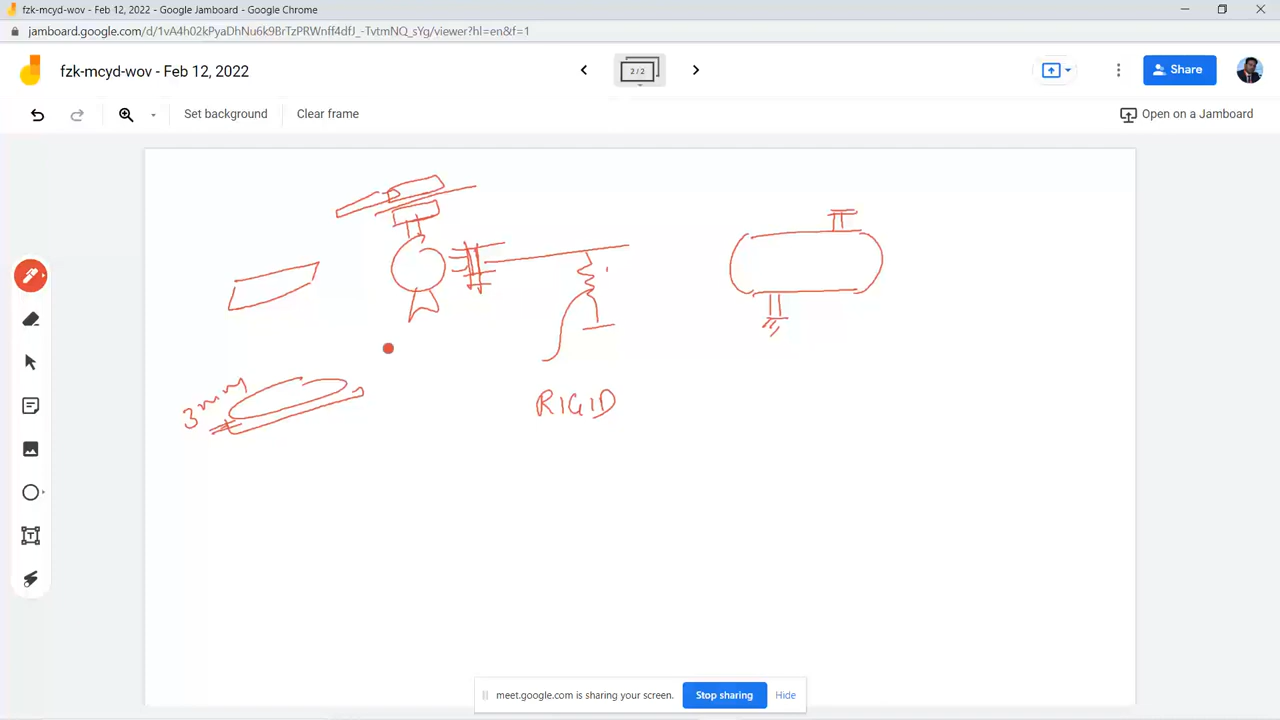 fzk-mcyd-wov - Feb 12, 2022 - Google Jamboard - Google Chrome
jamboard.google.com/d/1vA4h02kPyaDhNu6k9BrTzPRWnff4dfJ_-TvtmNQ_sYg/viewer?hl=en&f=1
fzk-mcyd-wov - Feb 12, 2022
2 / 2
Share
Set background
Clear frame
Open on a Jamboard
3mm
RIGID
meet.google.com is sharing your screen.
Stop sharing
Hide